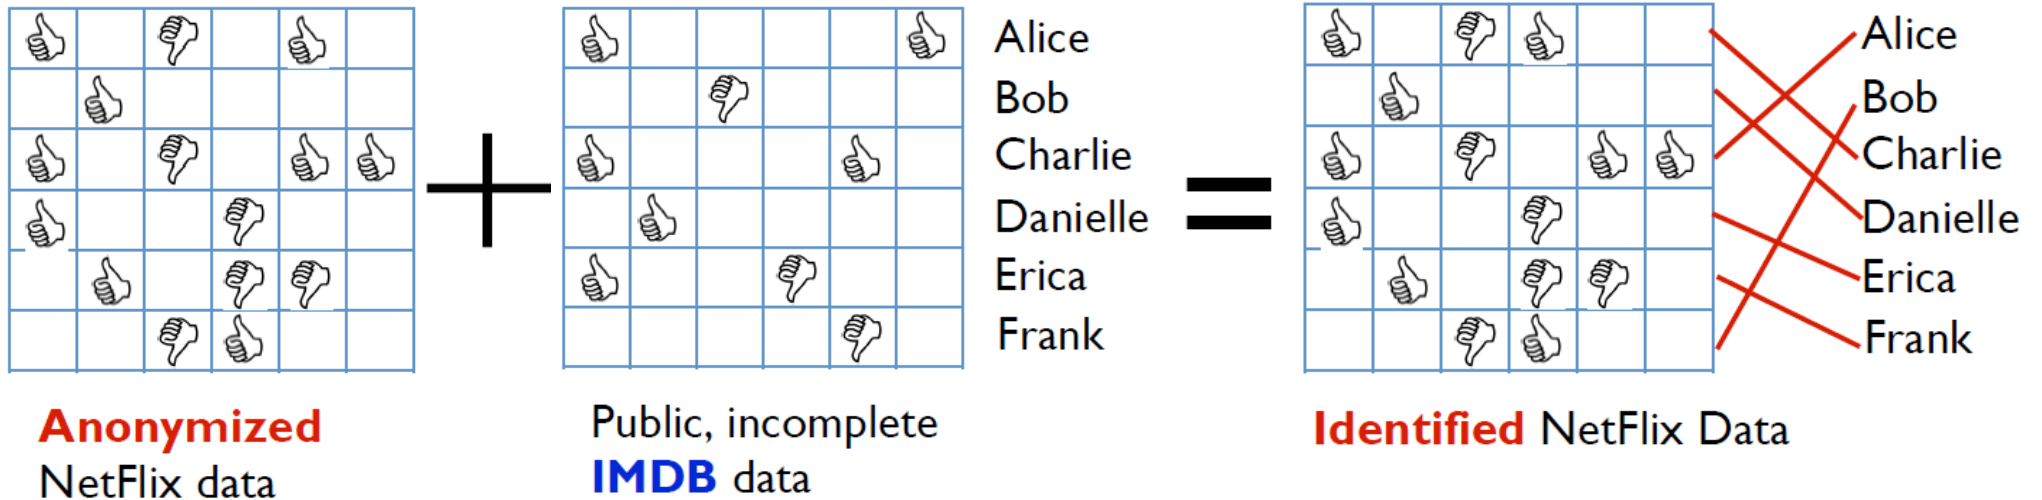 Alice
Bob
Charlie
Danielle
Erica
Frank
Alice
Bob
Charlie
Danielle
Erica
Frank
Anonymized
NetFlix data
Public, incomplete
IMDB data
Identified NetFlix Data